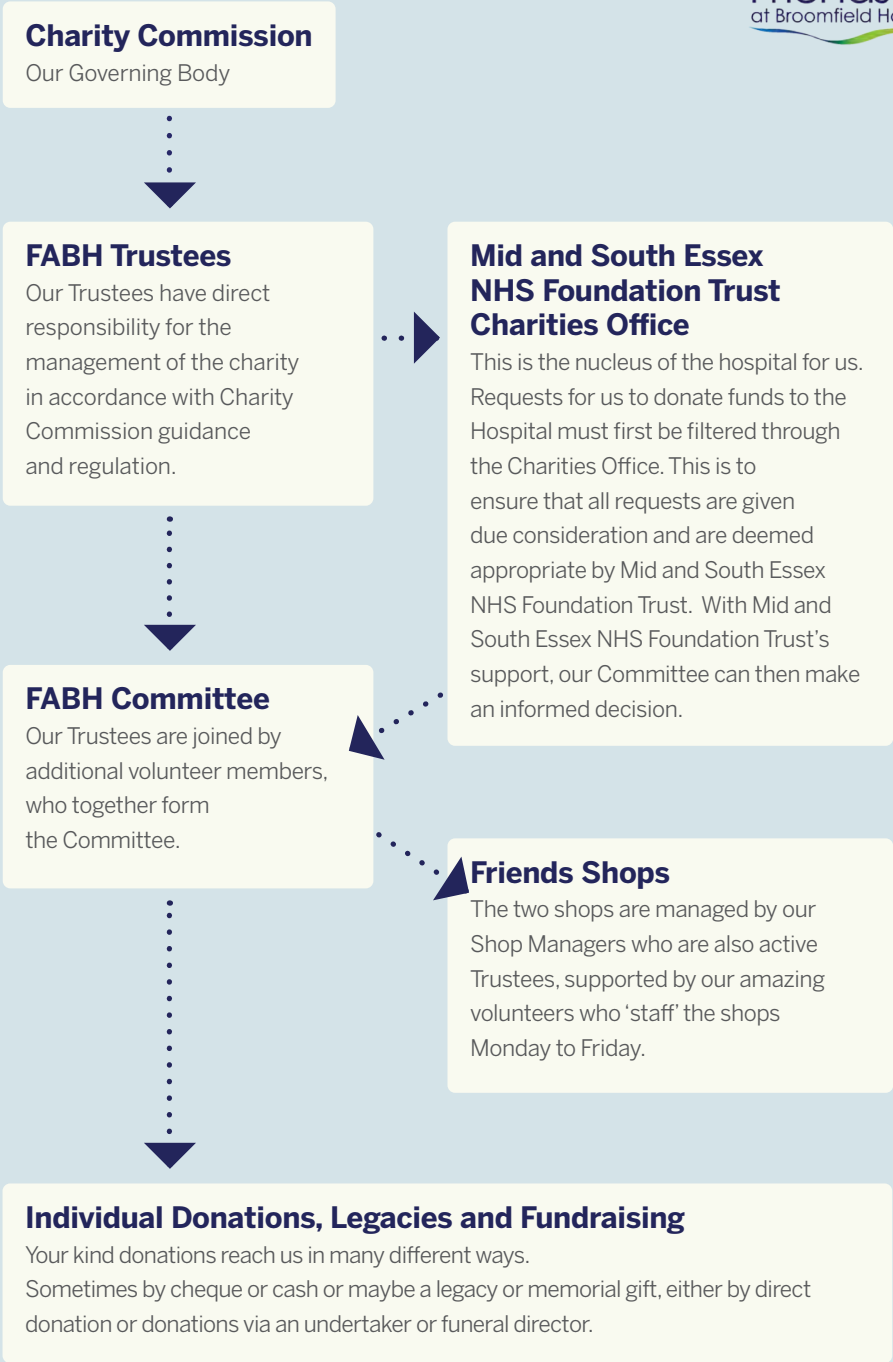 at Broomfield
Charity Commission
Our Governing Body
FABH Trustees
Our Trustees have direct
responsibility for the
management of the charity
in accordance with Charity
Commission guidance
and regulation.
Mid and South Essex
NHS Foundation Trust
Charities Office
This is the nucleus of the hospital for us.
Requests for us to donate funds to the
Hospital must first be filtered through
the Charities Office. This is to
ensure that all requests are given
due consideration and are deemed
appropriate by Mid and South Essex
NHS Foundation Trust.  With Mid and
South Essex NHS Foundation Trust’s
support, our Committee can then make
an informed decision.
FABH Committee
Our Trustees are joined by
additional volunteer members,
who together form
the Committee.
Friends Shops
The two shops are managed by our
Shop Managers who are also active
Trustees, supported by our amazing
volunteers who ‘staff’ the shops
Monday to Friday.
Individual Donations, Legacies and Fundraising
Your kind donations reach us in many different ways.
Sometimes by cheque or cash or maybe a legacy or memorial gift, either by direct
donation or donations via an undertaker or funeral director.